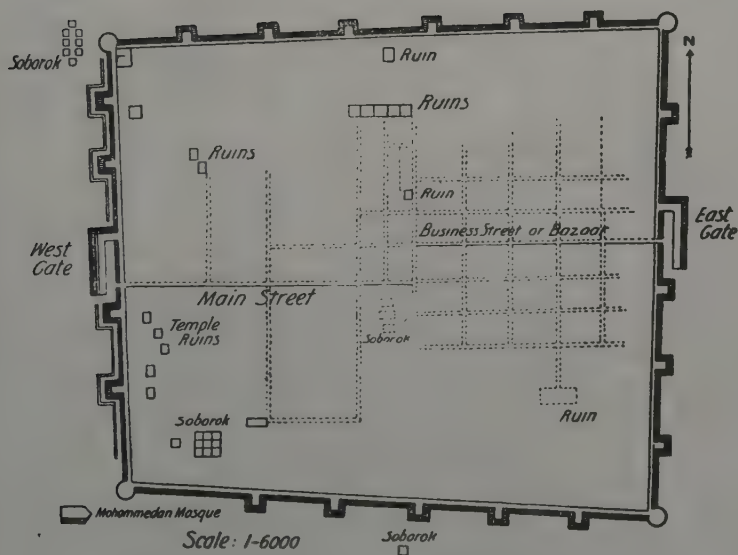 Soborok
Ruin
N
Ruins
Ruins
Ruin
East
Gate
Business Street or Bazaar
West
Gate
Main Street
Temple
Ruins
Soborok
Soborok
Ruin
Mohammedan Mosque
Scale: 1-6000
Soborok